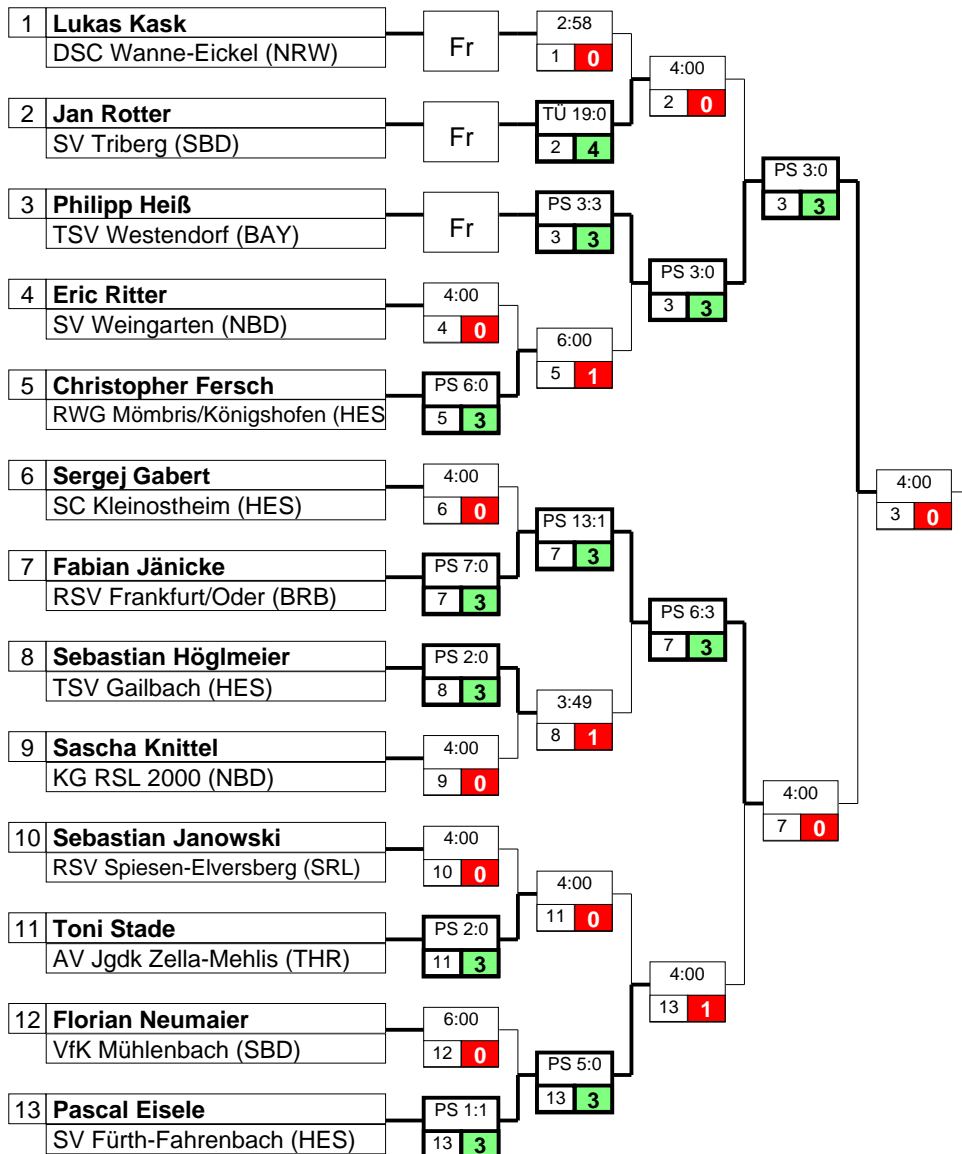 1 Lukas Kask
DSC Wanne-Eickel (NRW)
Fr
2:58
1 0
4:00
2 0
2 Jan Rotter
SV Triberg (SBD)
Fr
TÜ 19:0
2 4
PS 3:0
3 3
3 Philipp Heiß
TSV Westendorf (BAY)
Fr
PS 3:3
3 3
PS 3:0
3 3
4 Eric Ritter
SV Weingarten (NBD)
4:00
4 0
6:00
5 1
5 Christopher Fersch
RWG Mömbris/Königshofen (HES
PS 6:0
5 3
6 Sergej Gabert
SC Kleinostheim (HES)
4:00
6 0
4:00
3 0
PS 13:1
7 3
7 Fabian Jänicke
RSV Frankfurt/Oder (BRB)
PS 7:0
7 3
PS 6:3
7 3
8 Sebastian Höglmeier
TSV Gailbach (HES)
PS 2:0
8 3
3:49
8 1
9 Sascha Knittel
KG RSL 2000 (NBD)
4:00
9 0
4:00
7 0
10 Sebastian Janowski
RSV Spiesen-Elversberg (SRL)
4:00
10 0
4:00
11 0
11 Toni Stade
AV Jgdk Zella-Mehlis (THR)
PS 2:0
11 3
4:00
13 1
12 Florian Neumaier
VfK Mühlenbach (SBD)
6:00
12 0
PS 5:0
13 3
13 Pascal Eisele
SV Fürth-Fahrenbach (HES)
PS 1:1
13 3